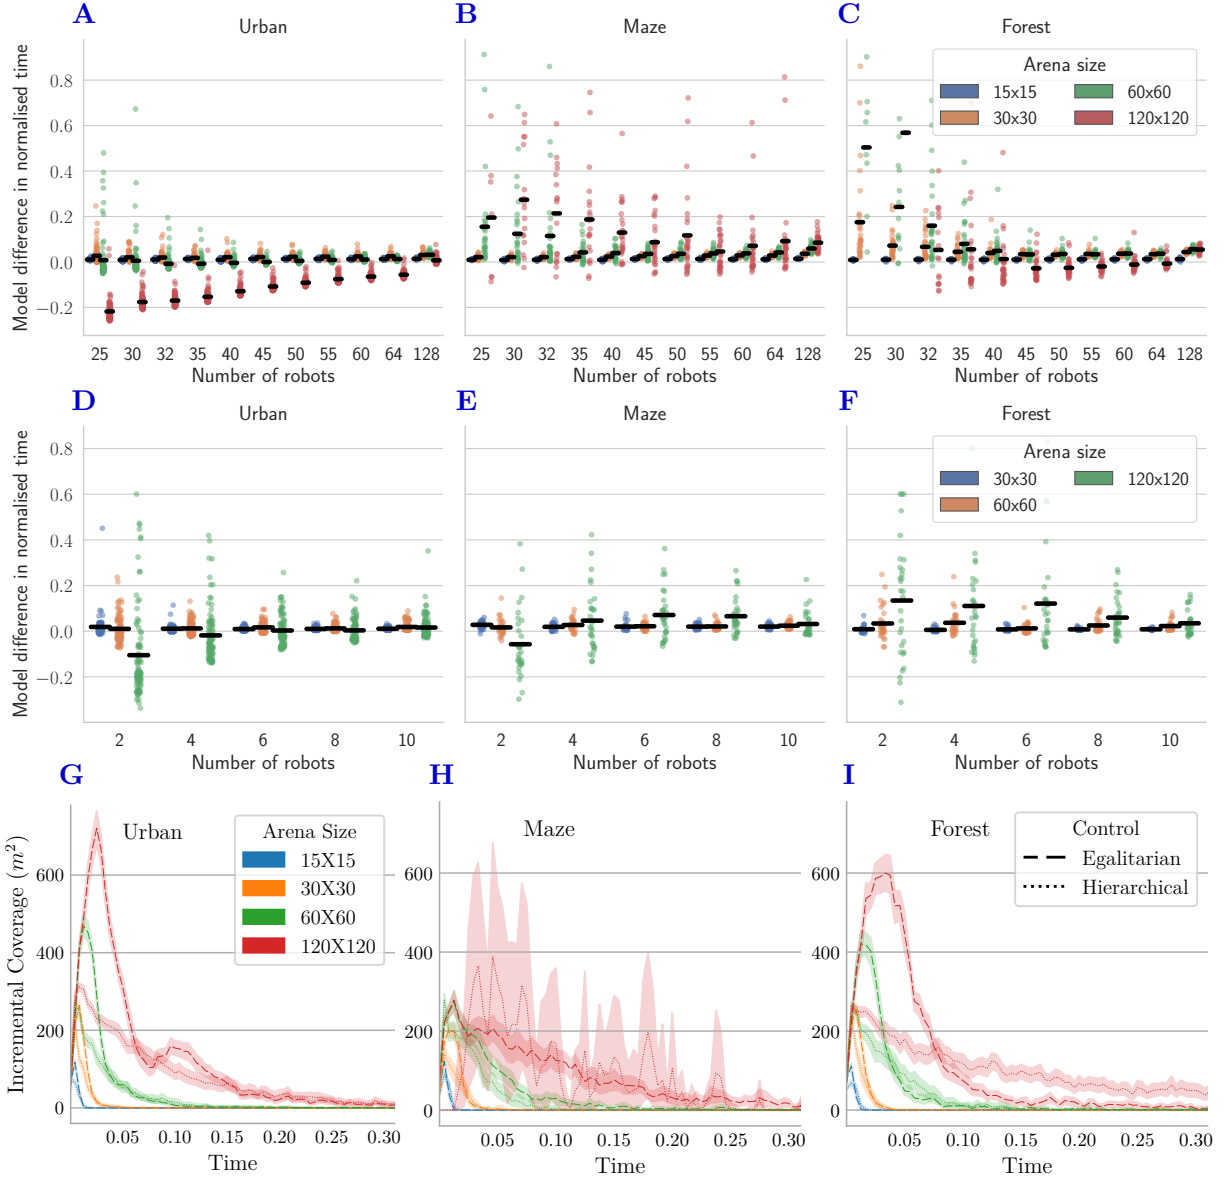 A
B
C
Urban
Maze
Forest
Model difference in normalised time
0.8
0.6
0.4
0.2
0.0
−0.2
Arena size
15x15
60x60
30x30
120x120
25 30 32 35 40 45 50 55 60 64 128
25 30 32 35 40 45 50 55 60 64 128
25 30 32 35 40 45 50 55 60 64 128
Number of robots
Number of robots
Number of robots
D
E
F
Urban
Maze
Forest
Model difference in normalised time
0.8
0.6
0.4
0.2
0.0
−0.2
Arena size
30x30
120x120
60x60
2 4 6 8 10
2 4 6 8 10
2 4 6 8 10
Number of robots
Number of robots
Number of robots
G
H
I
Urban
Maze
Forest
Incremental Coverage (m²)
600
400
200
0
Arena Size
15X15
30X30
60X60
120X120
600
400
200
0
600
400
200
0
Control
Egalitarian
Hierarchical
0.05 0.10 0.15 0.20 0.25 0.30
0.05 0.10 0.15 0.20 0.25 0.30
0.05 0.10 0.15 0.20 0.25 0.30
Time
Time
Time